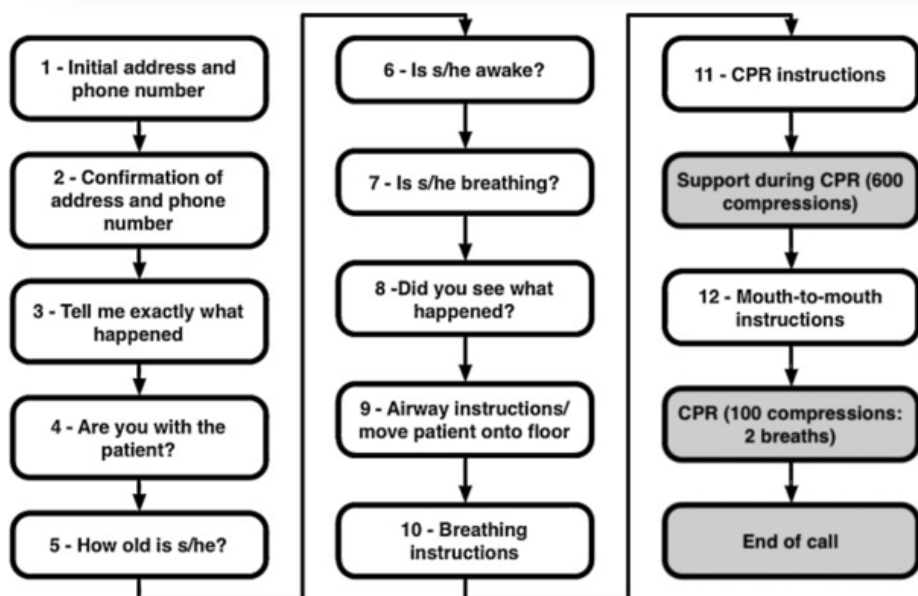 1 - Initial address and
phone number
2 - Confirmation of
address and phone
number
3 - Tell me exactly what
happened
4 - Are you with the
patient?
5 - How old is s/he?
6 - Is s/he awake?
7 - Is s/he breathing?
8 -Did you see what
happened?
9 - Airway instructions/
move patient onto floor
10 - Breathing
instructions
11 - CPR instructions
Support during CPR (600
compressions)
12 - Mouth-to-mouth
instructions
CPR (100 compressions:
2 breaths)
End of call